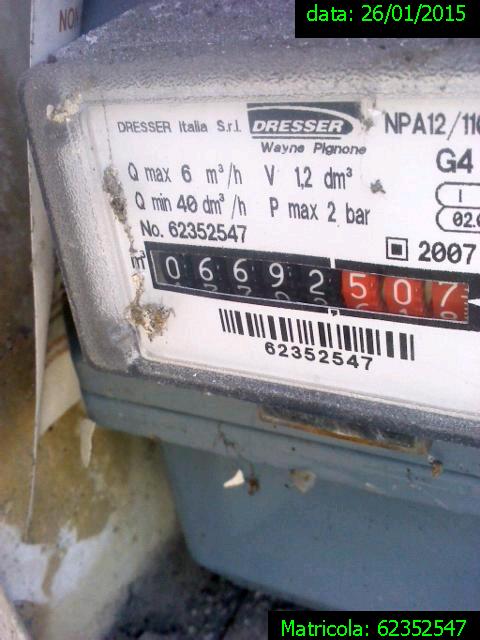 data: 26/01/2015
NON
DRESSER Italia S.r.l. DRESSER NPA12/11
Wayne Pignone
G4
Q max 6 m³/h V 1,2 dm³
Q min 40 dm³/h P max 2 bar
No. 62352547
2007
m³ 06692507
62352547
Matricola: 62352547